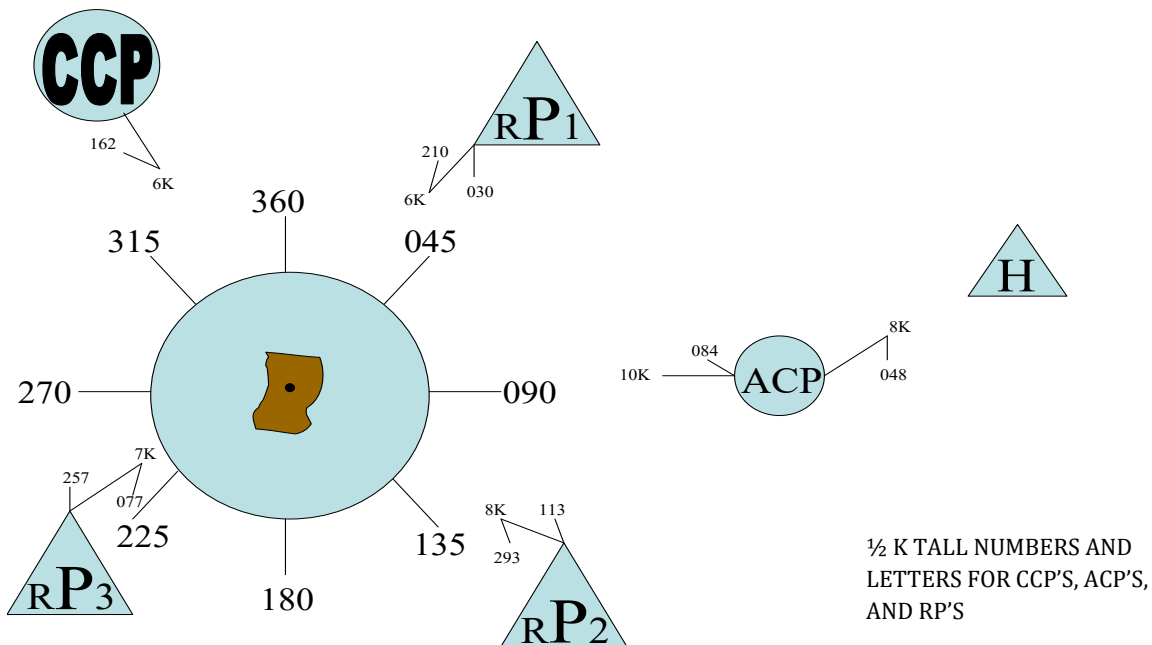 CCP
162
6K
RP1
210
6K
030
360
315
045
H
270
090
084
10K
ACP
8K
048
7K
257
077
225
RP3
8K
113
293
135
180
RP2
½ K TALL NUMBERS AND
LETTERS FOR CCP’S, ACP’S,
AND RP’S